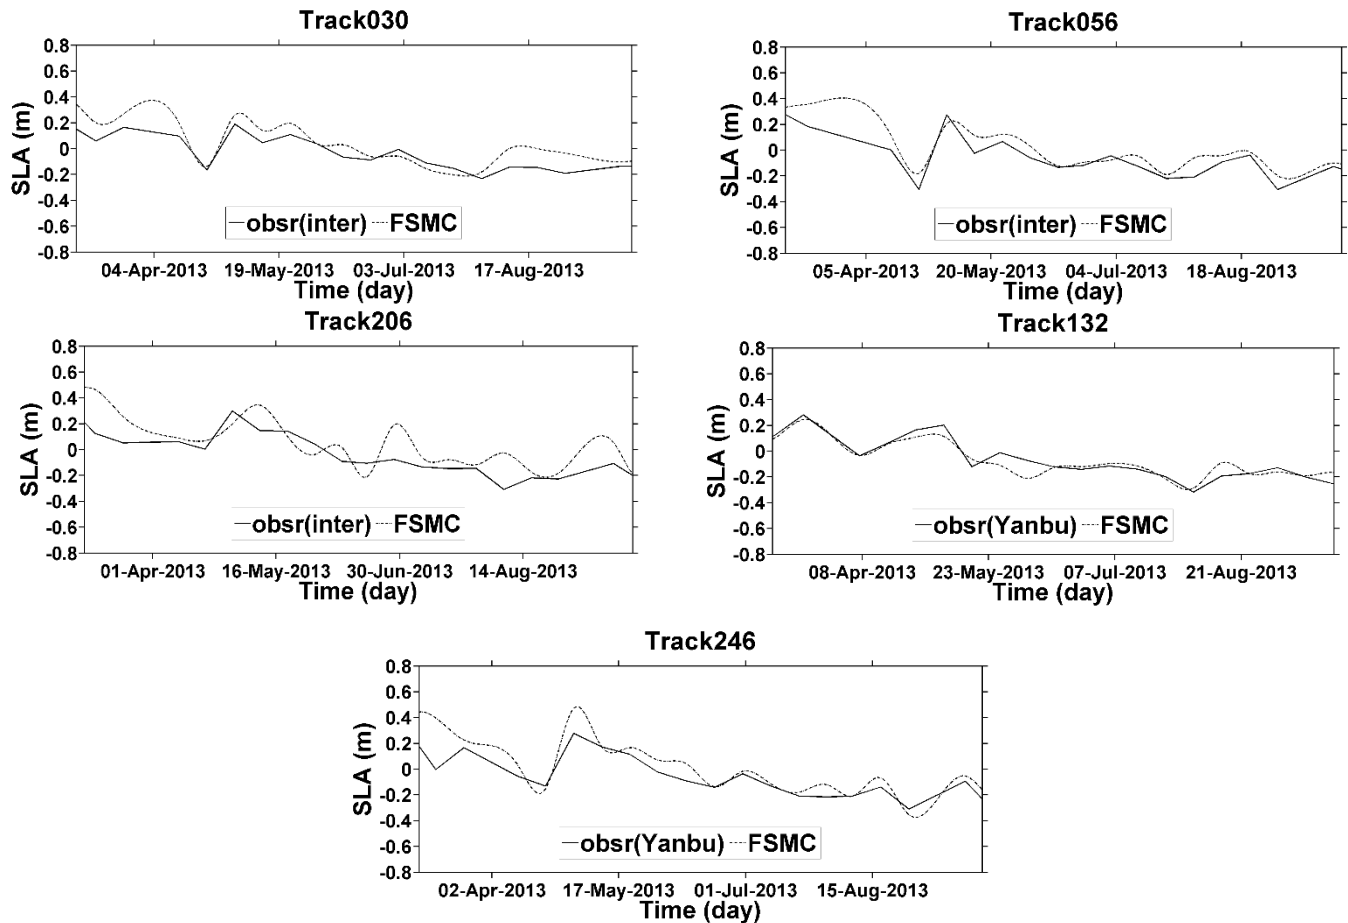 Track030
0.8
0.6
0.4
0.2
0
-0.2
-0.4
-0.6
-0.8
SLA (m)
obsr(inter) FSMC
04-Apr-2013 19-May-2013 03-Jul-2013 17-Aug-2013
Time (day)
Track056
0.8
0.6
0.4
0.2
0
-0.2
-0.4
-0.6
-0.8
SLA (m)
obsr(inter) FSMC
05-Apr-2013 20-May-2013 04-Jul-2013 18-Aug-2013
Time (day)
Track206
0.8
0.6
0.4
0.2
0
-0.2
-0.4
-0.6
-0.8
SLA (m)
obsr(inter) FSMC
01-Apr-2013 16-May-2013 30-Jun-2013 14-Aug-2013
Time (day)
Track132
0.8
0.6
0.4
0.2
0
-0.2
-0.4
-0.6
-0.8
SLA (m)
obsr(Yanbu) FSMC
08-Apr-2013 23-May-2013 07-Jul-2013 21-Aug-2013
Time (day)
Track246
0.8
0.6
0.4
0.2
0
-0.2
-0.4
-0.6
-0.8
SLA (m)
obsr(Yanbu) FSMC
02-Apr-2013 17-May-2013 01-Jul-2013 15-Aug-2013
Time (day)